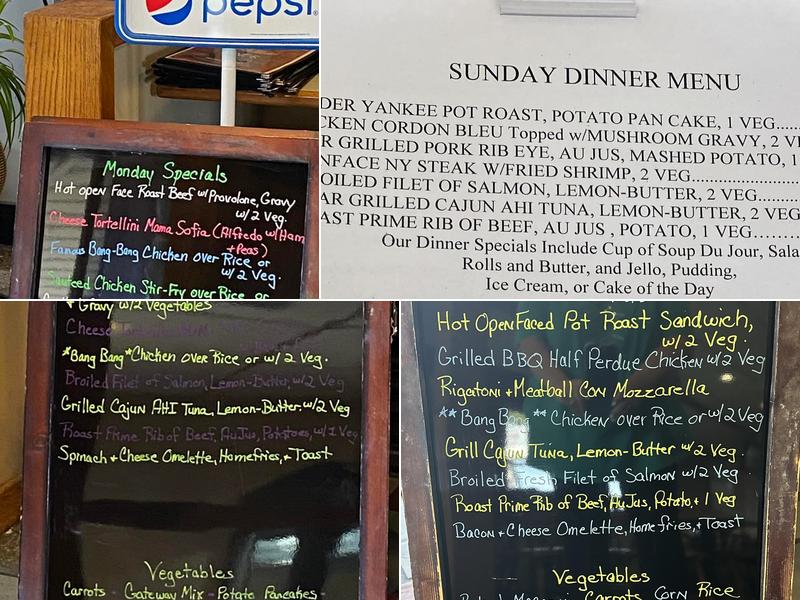 pepsi
Monday Specials
Hot open Face Roast Beef w/Provolone, Gravy
w/2 Veg.
Cheese Tortellini Mama Sofia (Alfredo w/Ham
+Peas)
Famous Bang-Bang Chicken over Rice or
w/2 Veg.
Sauteed Chicken Stir-Fry over Rice or
SUNDAY DINNER MENU
DER YANKEE POT ROAST, POTATO PAN CAKE, 1 VEG......
CKEN CORDON BLEU Topped w/MUSHROOM GRAVY, 2 VE
R GRILLED PORK RIB EYE, AU JUS, MASHED POTATO, 1
NFACE NY STEAK W/FRIED SHRIMP, 2 VEG......................
OILED FILET OF SALMON, LEMON-BUTTER, 2 VEG............
AR GRILLED CAJUN AHI TUNA, LEMON-BUTTER, 2 VEG
AST PRIME RIB OF BEEF, AU JUS , POTATO, 1 VEG.........
Our Dinner Specials Include Cup of Soup Du Jour, Sala
Rolls and Butter, and Jello, Pudding,
Ice Cream, or Cake of the Day
+ Gravy w/2 Vegetables
Cheese
*Bang Bang*Chicken over Rice or w/2 Veg.
Broiled Filet of Salmon, Lemon-Butter, w/2 Veg
Grilled Cajun AHI Tuna, Lemon-Butter. w/2 Veg
Roast Prime Rib of Beef, AuJus, Potatoes, w/1 Veg
Spinach + Cheese Omelette, Homefries, + Toast
Vegetables
Carrots - Gateway Mix - Potato Pancakes -
Hot Open Faced Pot Roast Sandwich,
w/2 Veg.
Grilled BBQ Half Perdue Chicken w/2 Veg
Rigatoni + Meatball Con Mozzarella
** Bang Bang ** Chicken over Rice or w/2 Veg
Grill Cajun Tuna, Lemon-Butter w/2 Veg.
Broiled Fresh Filet of Salmon w/2 Veg
Roast Prime Rib of Beef, AuJus, Potato, + 1 Veg
Bacon + Cheese Omelette, Home fries, + Toast
Vegetables
Carrots Corn Rice